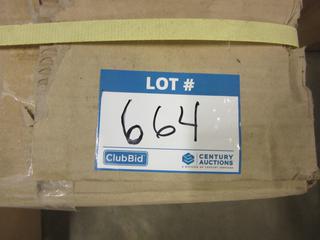 LOT #
664
ClubBid
CENTURY
AUCTIONS